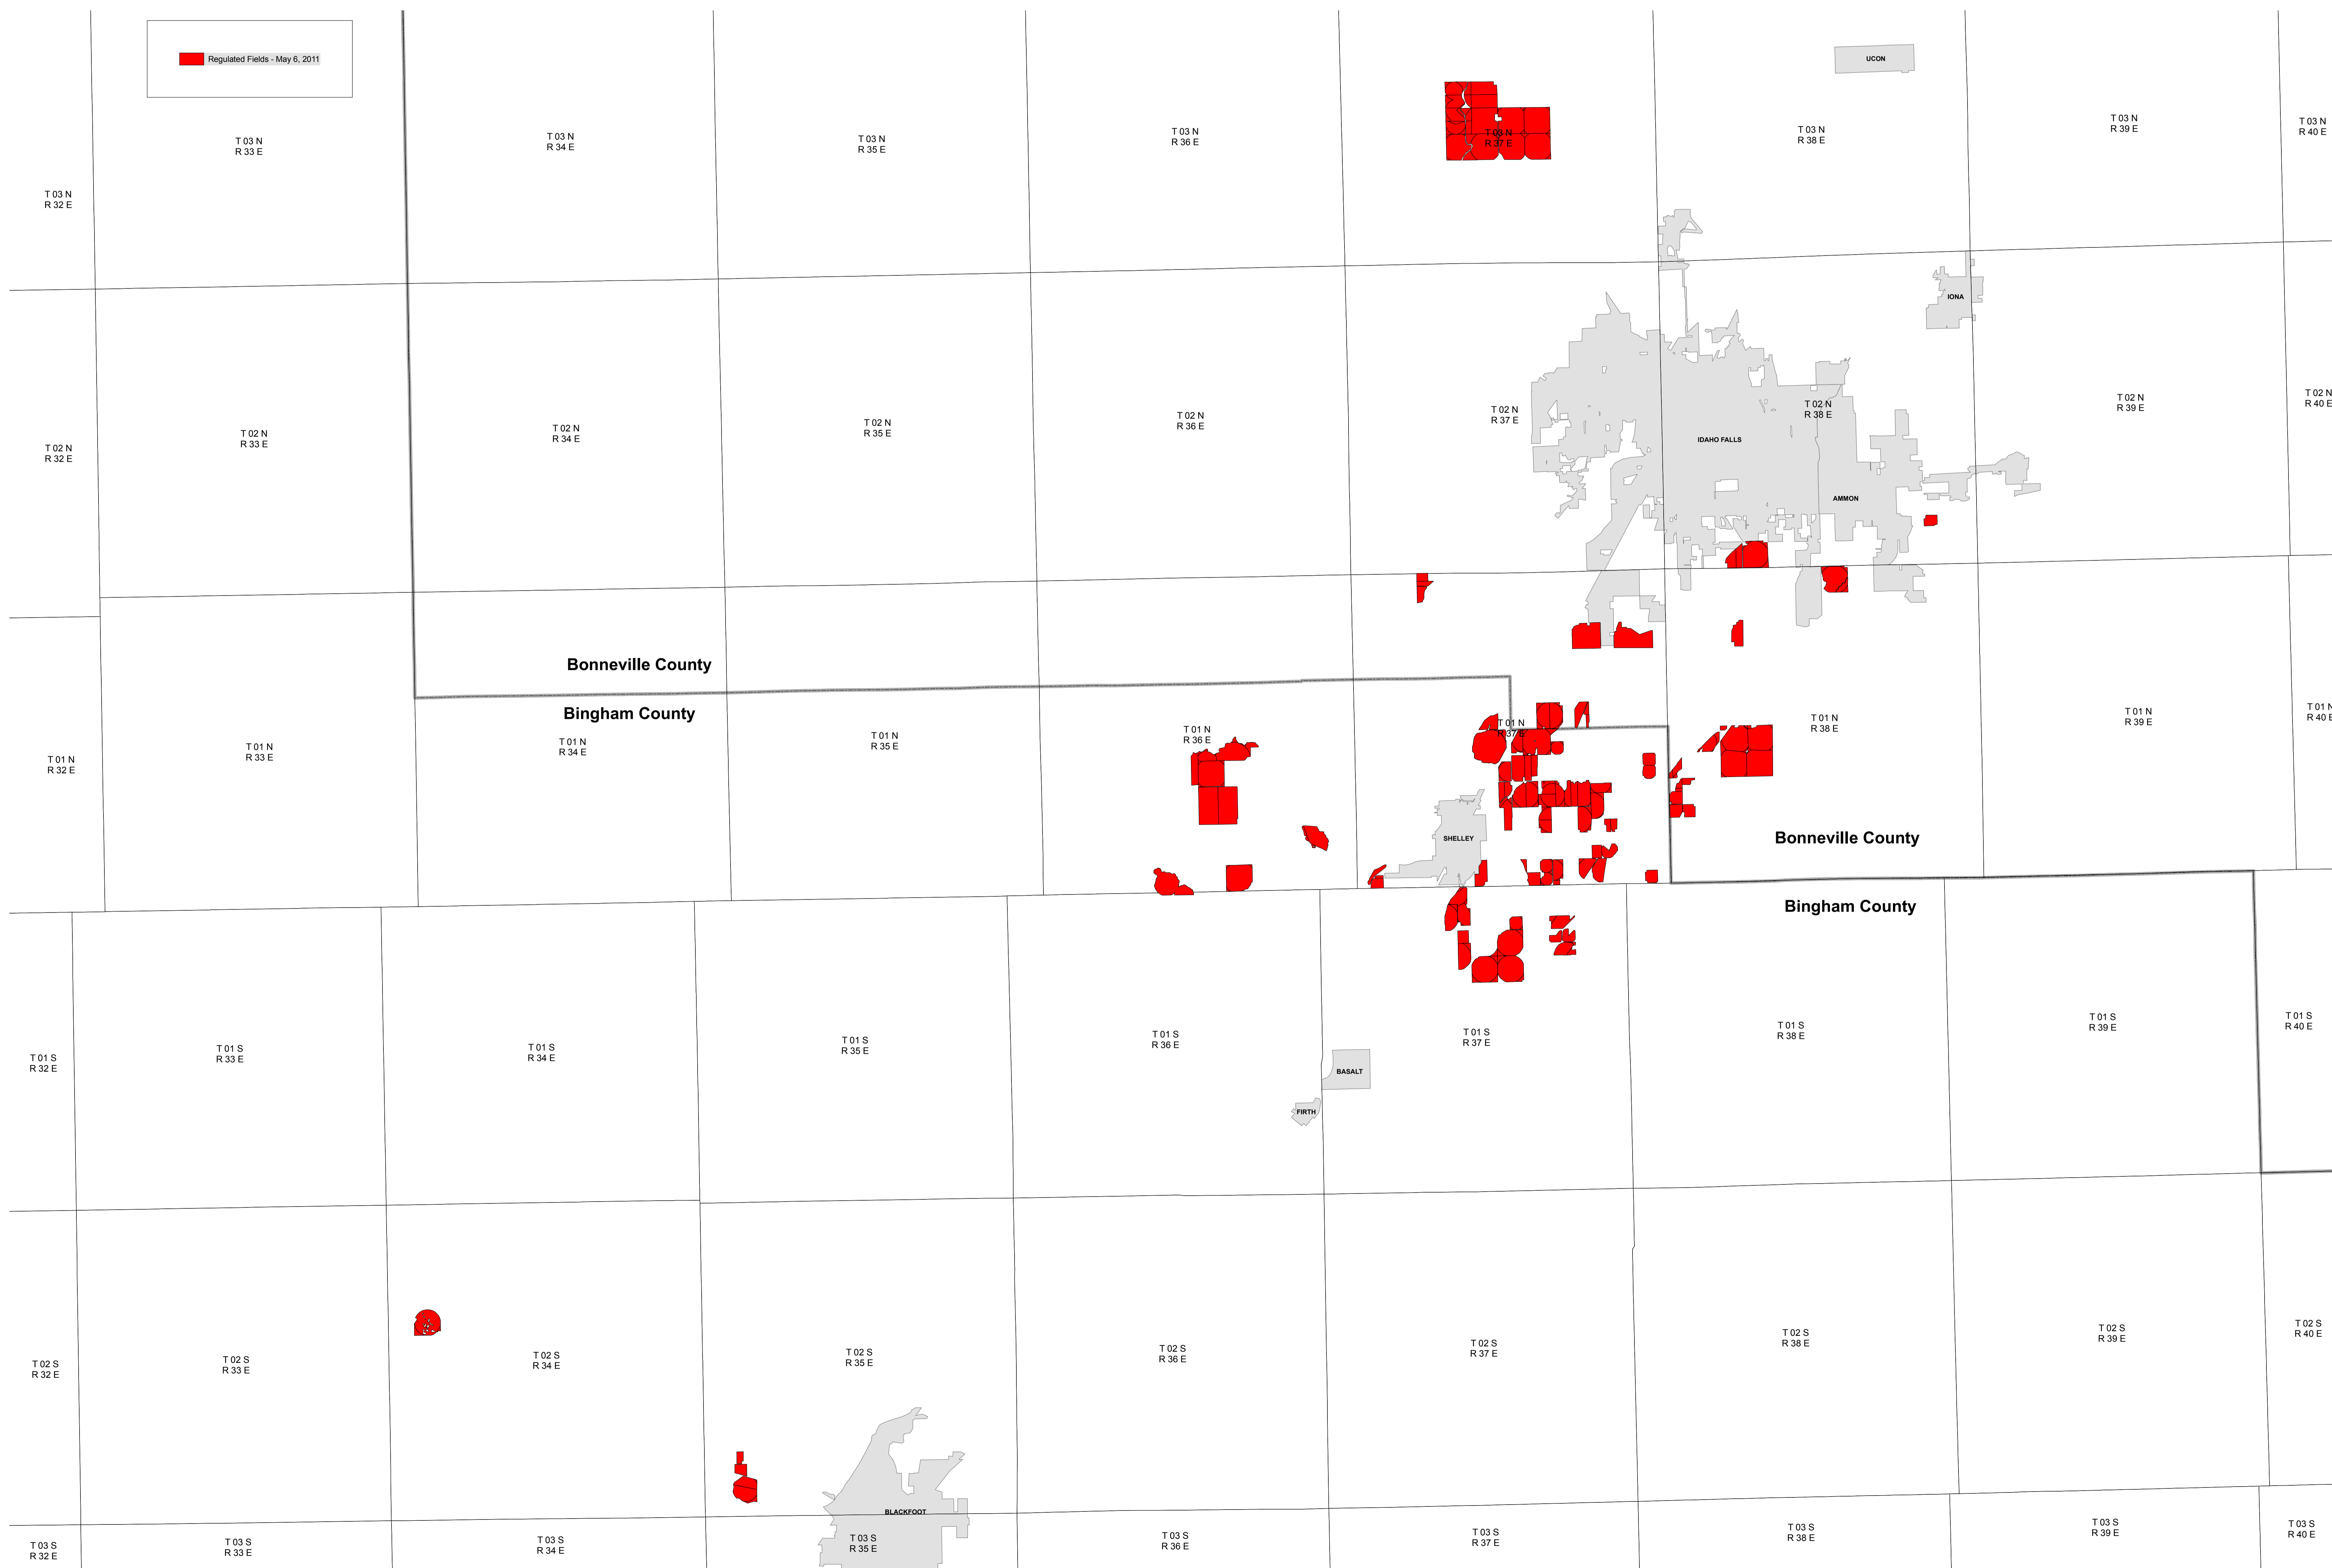 Regulated Fields - May 6, 2011
UCON
T 03 N
R 32 E
T 03 N
R 33 E
T 03 N
R 34 E
T 03 N
R 35 E
T 03 N
R 36 E
T 03 N
R 37 E
T 03 N
R 38 E
T 03 N
R 39 E
T 03 N
R 40 E
IONA
T 02 N
R 32 E
T 02 N
R 33 E
T 02 N
R 34 E
T 02 N
R 35 E
T 02 N
R 36 E
T 02 N
R 37 E
T 02 N
R 38 E
T 02 N
R 39 E
T 02 N
R 40 E
IDAHO FALLS
AMMON
Bonneville County
Bingham County
T 01 N
R 32 E
T 01 N
R 33 E
T 01 N
R 34 E
T 01 N
R 35 E
T 01 N
R 36 E
T 01 N
R 37 E
T 01 N
R 38 E
T 01 N
R 39 E
T 01 N
R 40 E
SHELLEY
Bonneville County
Bingham County
T 01 S
R 32 E
T 01 S
R 33 E
T 01 S
R 34 E
T 01 S
R 35 E
T 01 S
R 36 E
T 01 S
R 37 E
T 01 S
R 38 E
T 01 S
R 39 E
T 01 S
R 40 E
BASALT
FIRTH
T 02 S
R 32 E
T 02 S
R 33 E
T 02 S
R 34 E
T 02 S
R 35 E
T 02 S
R 36 E
T 02 S
R 37 E
T 02 S
R 38 E
T 02 S
R 39 E
T 02 S
R 40 E
BLACKFOOT
T 03 S
R 32 E
T 03 S
R 33 E
T 03 S
R 34 E
T 03 S
R 35 E
T 03 S
R 36 E
T 03 S
R 37 E
T 03 S
R 38 E
T 03 S
R 39 E
T 03 S
R 40 E